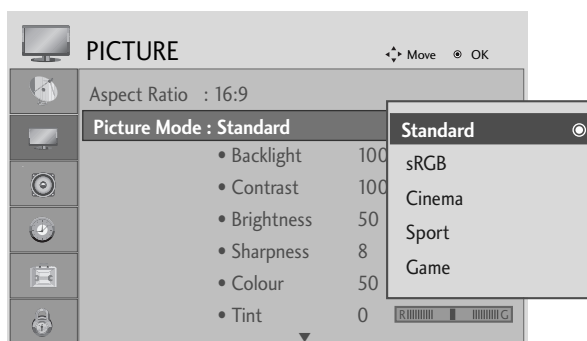 PICTURE Move OK
Aspect Ratio : 16:9
Picture Mode : Standard
• Backlight 100
• Contrast 100
• Brightness 50
• Sharpness 8
• Colour 50
• Tint 0 R G
Standard
sRGB
Cinema
Sport
Game